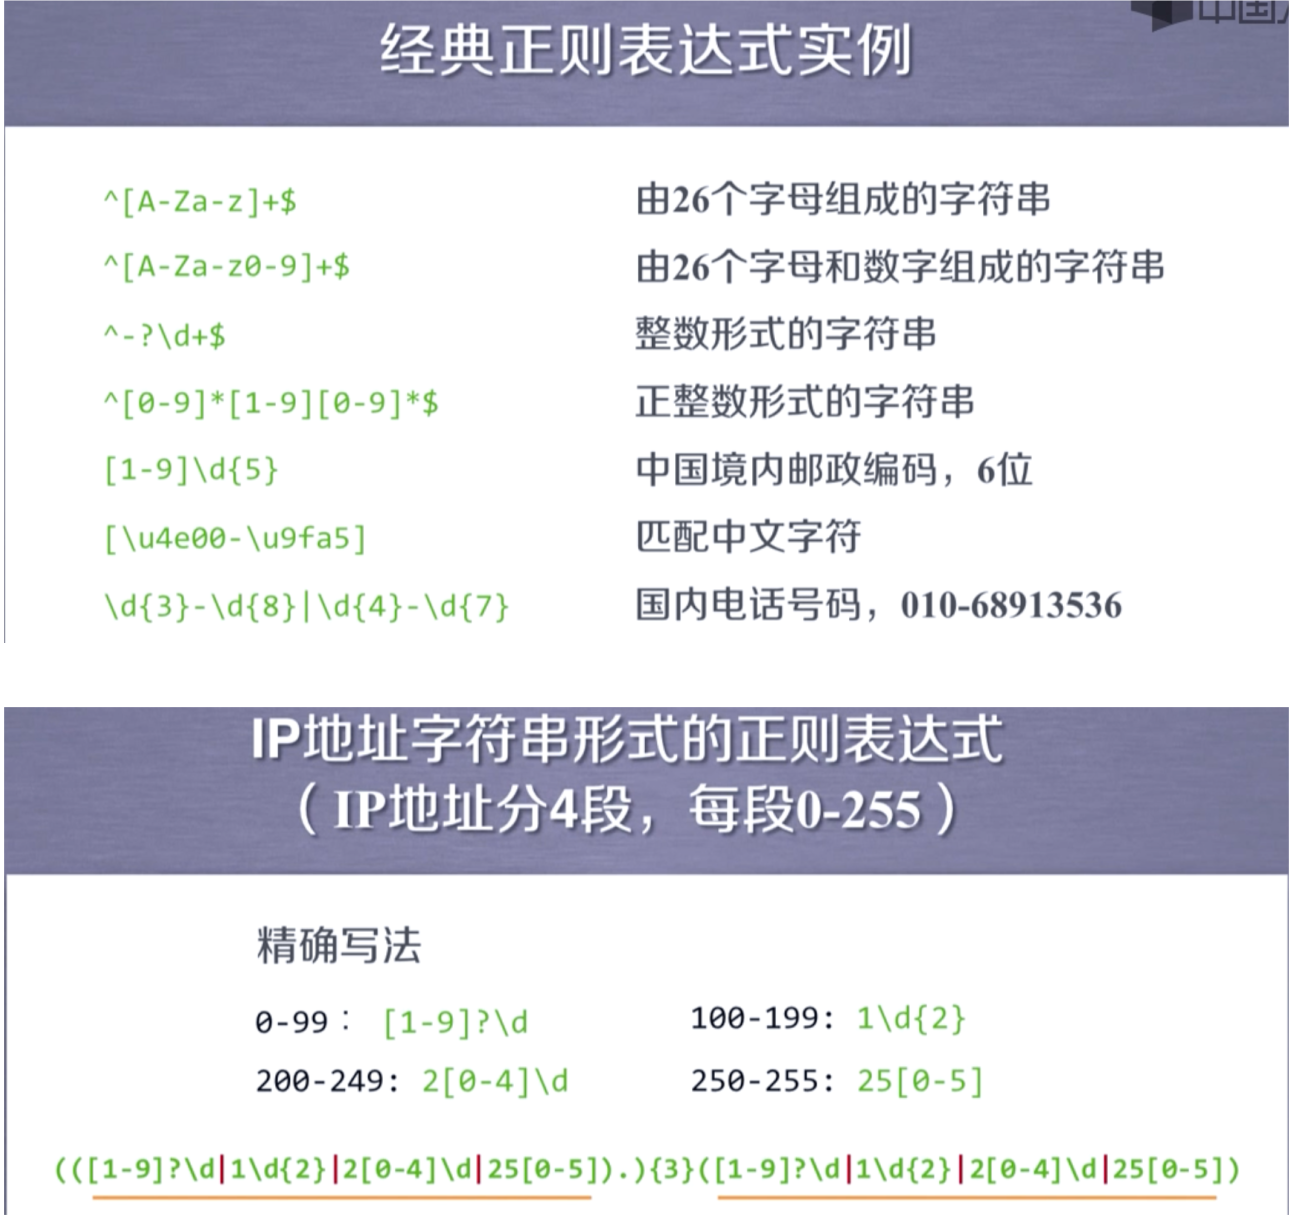 中国
经典正则表达式实例
^[A-Za-z]+$ 由26个字母组成的字符串
^[A-Za-z0-9]+$ 由26个字母和数字组成的字符串
^-?\d+$ 整数形式的字符串
^[0-9]*[1-9][0-9]*$ 正整数形式的字符串
[1-9]\d{5} 中国境内邮政编码，6位
[\u4e00-\u9fa5] 匹配中文字符
\d{3}-\d{8}|\d{4}-\d{7} 国内电话号码，010-68913536
IP地址字符串形式的正则表达式
（IP地址分4段，每段0-255）
精确写法
0-99： [1-9]?\d 100-199: 1\d{2}
200-249: 2[0-4]\d 250-255: 25[0-5]
(([1-9]?\d|1\d{2}|2[0-4]\d|25[0-5]).){3}([1-9]?\d|1\d{2}|2[0-4]\d|25[0-5])